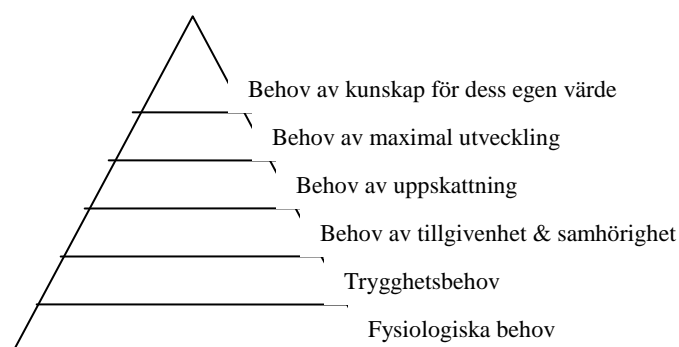 Behov av kunskap för dess egen värde
Behov av maximal utveckling
Behov av uppskattning
Behov av tillgivenhet & samhörighet
Trygghetsbehov
Fysiologiska behov